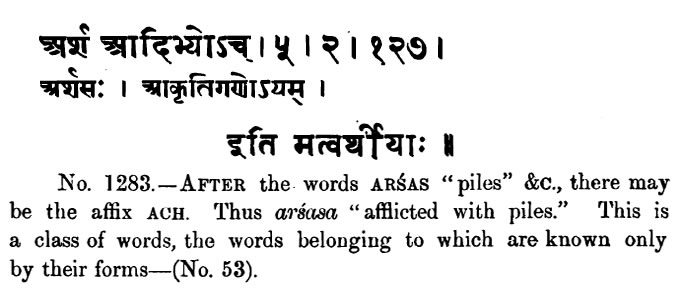 अर्श आदिभ्योऽच् । ५ । २ । १२७ ।
अर्शसः । आकृतिगणोऽयम् ।
इति मत्वर्थीयाः ॥
No. 1283.—AFTER the words ARŚAS "piles" &c., there may
be the affix ACH. Thus arśasa "afflicted with piles." This is
a class of words, the words belonging to which are known only
by their forms—(No. 53).